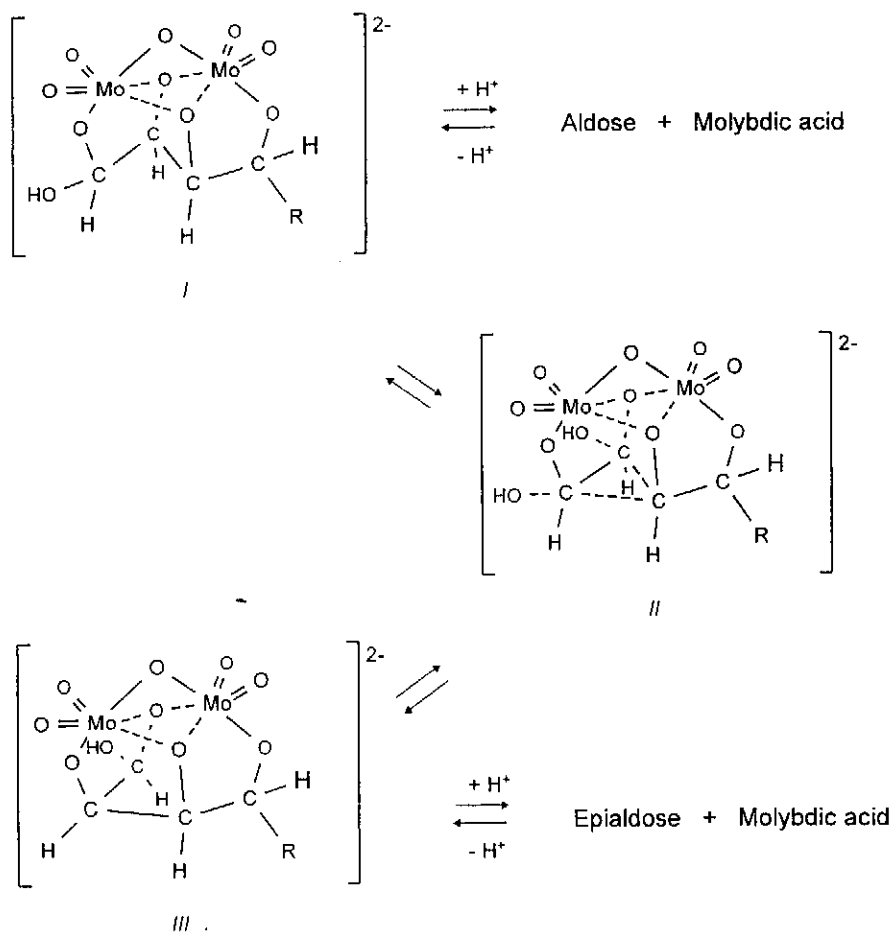 2-
O O O
O O Mo O
O Mo
O O O
C H
C C
HO H C
H H R
I
+ H⁺
- H⁺
Aldose + Molybdic acid
2-
O O
O O Mo O
O Mo
O HO O O
C H
HO C H C C
H H R
II
2-
O O
O O Mo O
O Mo
O HO O O
C H
C H C C
H H R
III
+ H⁺
- H⁺
Epialdose + Molybdic acid